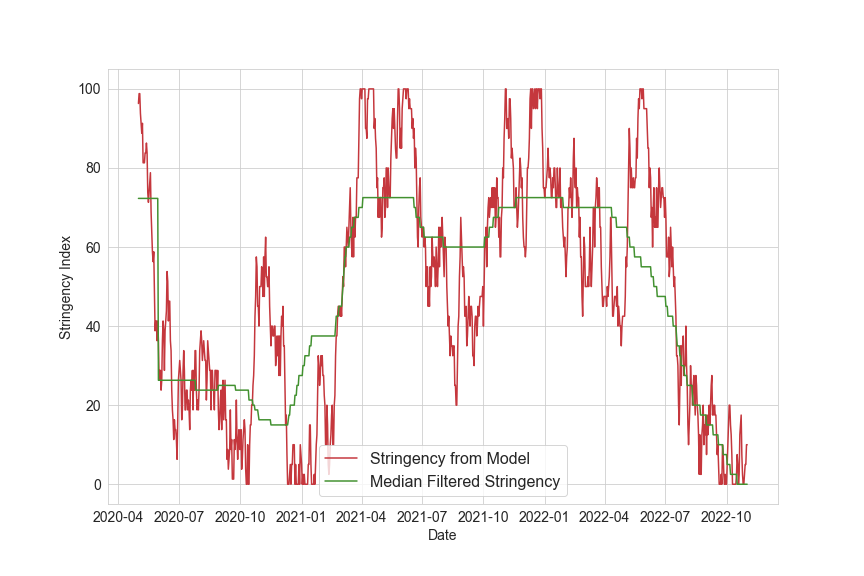 100
80
60
40
20
0
Stringency Index
Stringency from Model
Median Filtered Stringency
2020-04 2020-07 2020-10 2021-01 2021-04 2021-07 2021-10 2022-01 2022-04 2022-07 2022-10
Date